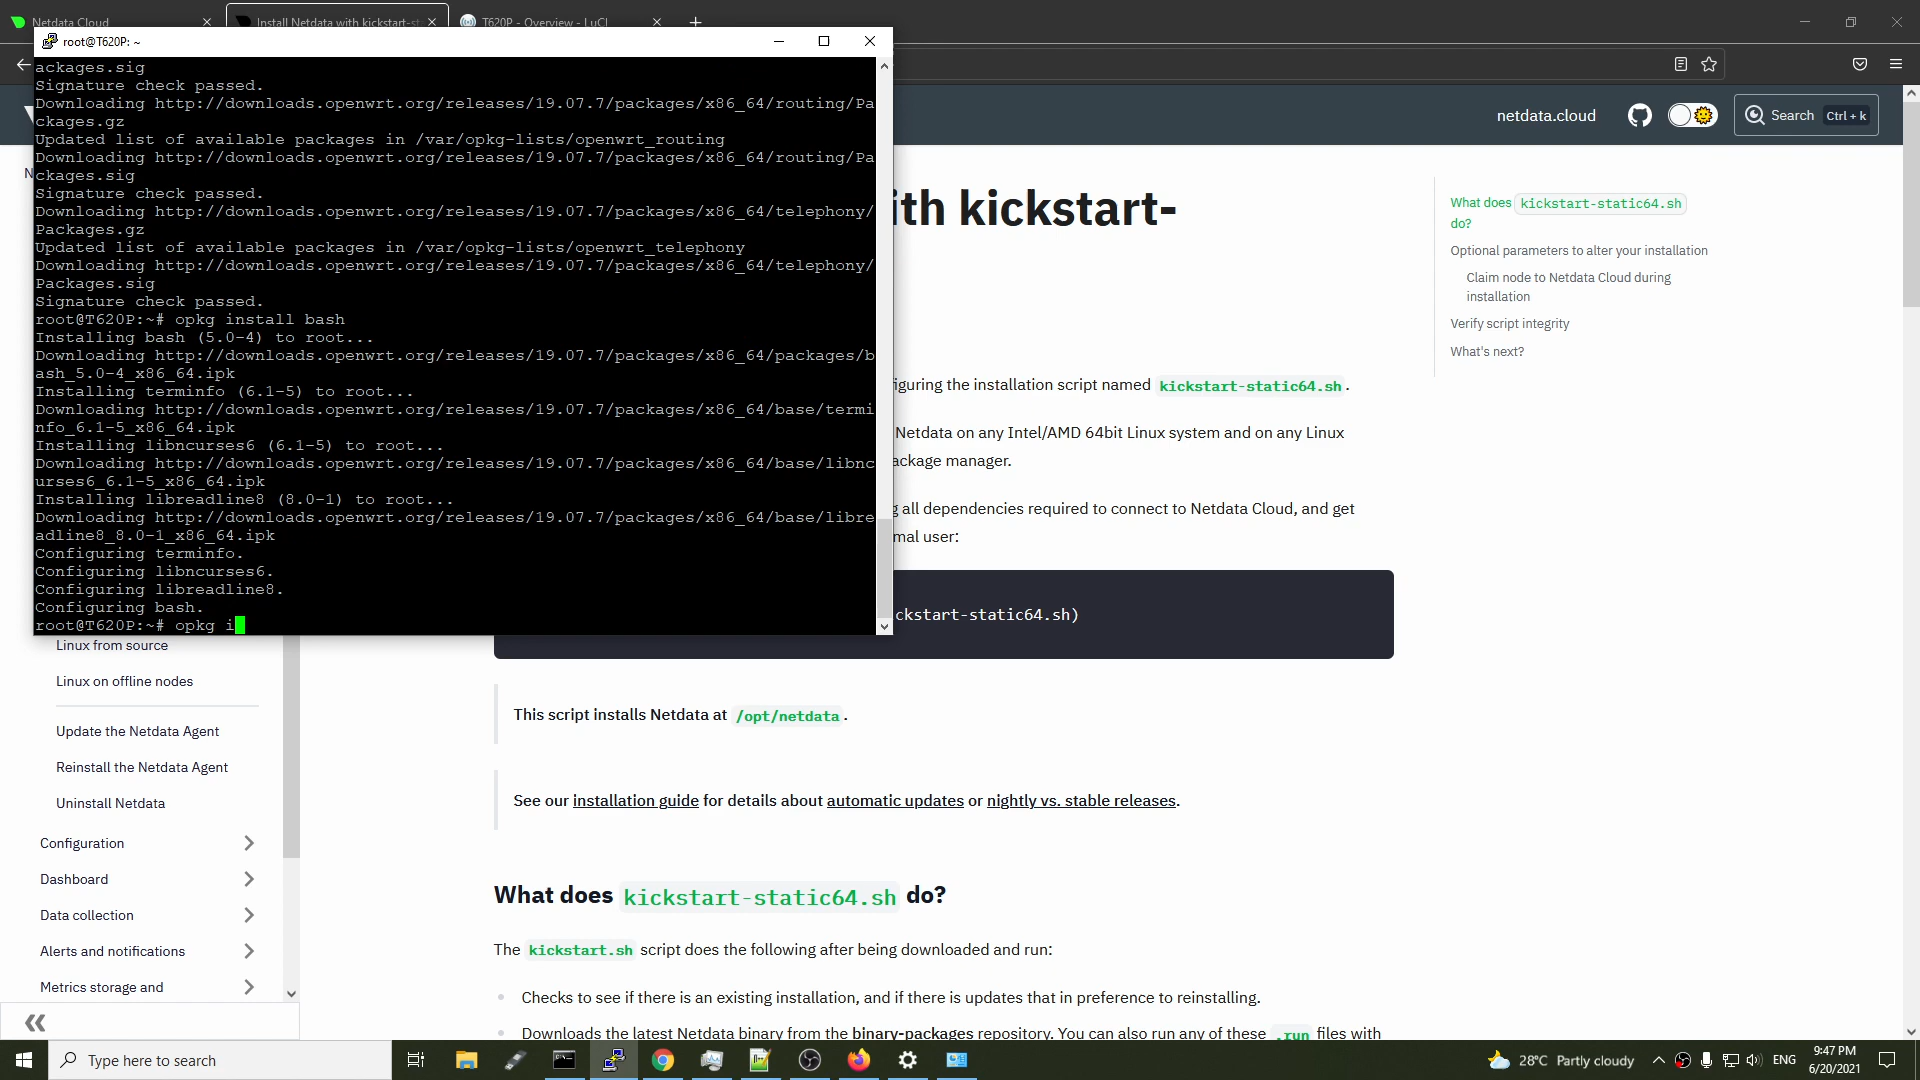 Netdata Cloud
Install Netdata with kickstart-st
T620P - Overview - LuCI
root@T620P: ~
ackages.sig
Signature check passed.
Downloading http://downloads.openwrt.org/releases/19.07.7/packages/x86_64/routing/Pa
ckages.gz
Updated list of available packages in /var/opkg-lists/openwrt_routing
Downloading http://downloads.openwrt.org/releases/19.07.7/packages/x86_64/routing/Pa
ckages.sig
Signature check passed.
Downloading http://downloads.openwrt.org/releases/19.07.7/packages/x86_64/telephony/
Packages.gz
Updated list of available packages in /var/opkg-lists/openwrt_telephony
Downloading http://downloads.openwrt.org/releases/19.07.7/packages/x86_64/telephony/
Packages.sig
Signature check passed.
root@T620P:~# opkg install bash
Installing bash (5.0-4) to root...
Downloading http://downloads.openwrt.org/releases/19.07.7/packages/x86_64/packages/b
ash_5.0-4_x86_64.ipk
Installing terminfo (6.1-5) to root...
Downloading http://downloads.openwrt.org/releases/19.07.7/packages/x86_64/base/termi
nfo_6.1-5_x86_64.ipk
Installing libncurses6 (6.1-5) to root...
Downloading http://downloads.openwrt.org/releases/19.07.7/packages/x86_64/base/libnc
urses6_6.1-5_x86_64.ipk
Installing libreadline8 (8.0-1) to root...
Downloading http://downloads.openwrt.org/releases/19.07.7/packages/x86_64/base/libre
adline8_8.0-1_x86_64.ipk
Configuring terminfo.
Configuring libncurses6.
Configuring libreadline8.
Configuring bash.
root@T620P:~# opkg i
netdata.cloud
Search Ctrl + k
ith kickstart-
iguring the installation script named kickstart-static64.sh.
Netdata on any Intel/AMD 64bit Linux system and on any Linux
ackage manager.
g all dependencies required to connect to Netdata Cloud, and get
mal user:
ckstart-static64.sh)
This script installs Netdata at /opt/netdata.
See our installation guide for details about automatic updates or nightly vs. stable releases.
What does kickstart-static64.sh do?
The kickstart.sh script does the following after being downloaded and run:
Checks to see if there is an existing installation, and if there is updates that in preference to reinstalling.
Downloads the latest Netdata binary from the binary-packages repository. You can also run any of these .run files with
What does kickstart-static64.sh
do?
Optional parameters to alter your installation
Claim node to Netdata Cloud during
installation
Verify script integrity
What's next?
N
Linux from source
Linux on offline nodes
Update the Netdata Agent
Reinstall the Netdata Agent
Uninstall Netdata
Configuration
Dashboard
Data collection
Alerts and notifications
Metrics storage and
Type here to search
28°C Partly cloudy
ENG
9:47 PM
6/20/2021